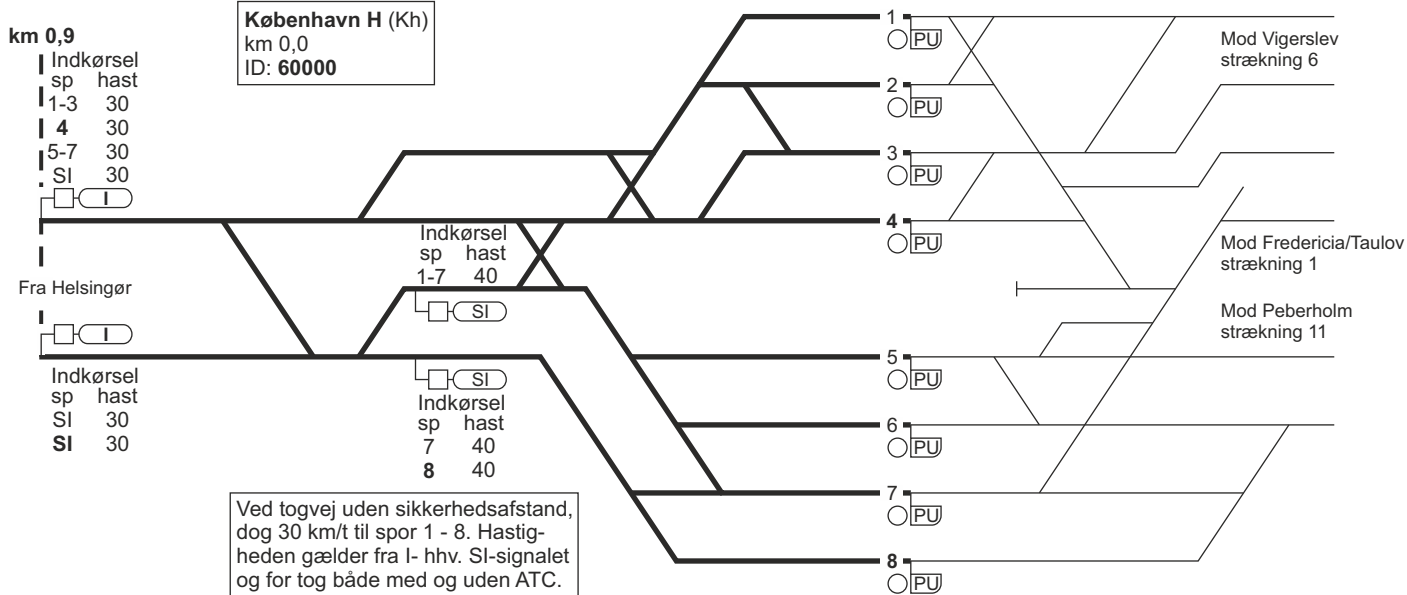 København H (Kh)
km 0,0
ID: 60000
km 0,9
Indkørsel
sp hast
1-3 30
4 30
5-7 30
SI 30
I
Fra Helsingør
I
Indkørsel
sp hast
SI 30
SI 30
Indkørsel
sp hast
1-7 40
SI
SI
Indkørsel
sp hast
7 40
8 40
Ved togvej uden sikkerhedsafstand,
dog 30 km/t til spor 1 - 8. Hastig-
heden gælder fra I- hhv. SI-signalet
og for tog både med og uden ATC.
1
PU
2
PU
3
PU
4
PU
5
PU
6
PU
7
PU
8
PU
Mod Vigerslev
strækning 6
Mod Fredericia/Taulov
strækning 1
Mod Peberholm
strækning 11